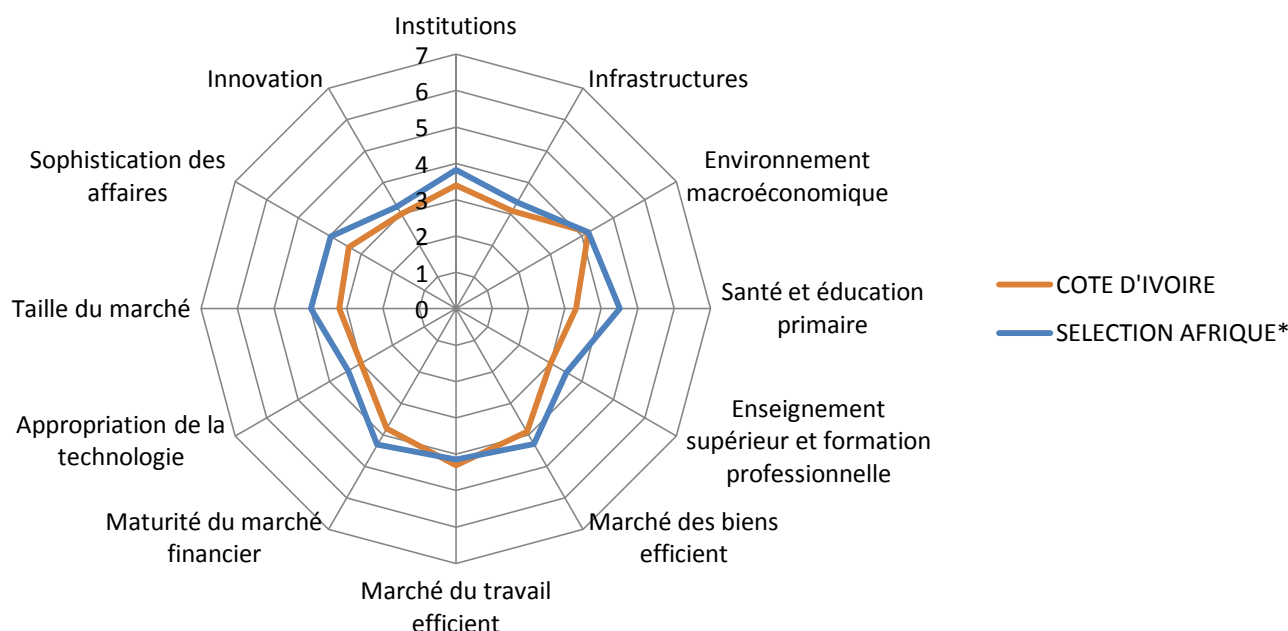 Institutions
Infrastructures
Environnement
macroéconomique
Santé et éducation
primaire
Enseignement
supérieur et formation
professionnelle
Marché des biens
efficient
Marché du travail
efficient
Maturité du marché
financier
Appropriation de la
technologie
Taille du marché
Sophistication des
affaires
Innovation
7
6
5
4
3
2
1
0
COTE D'IVOIRE
SELECTION AFRIQUE*